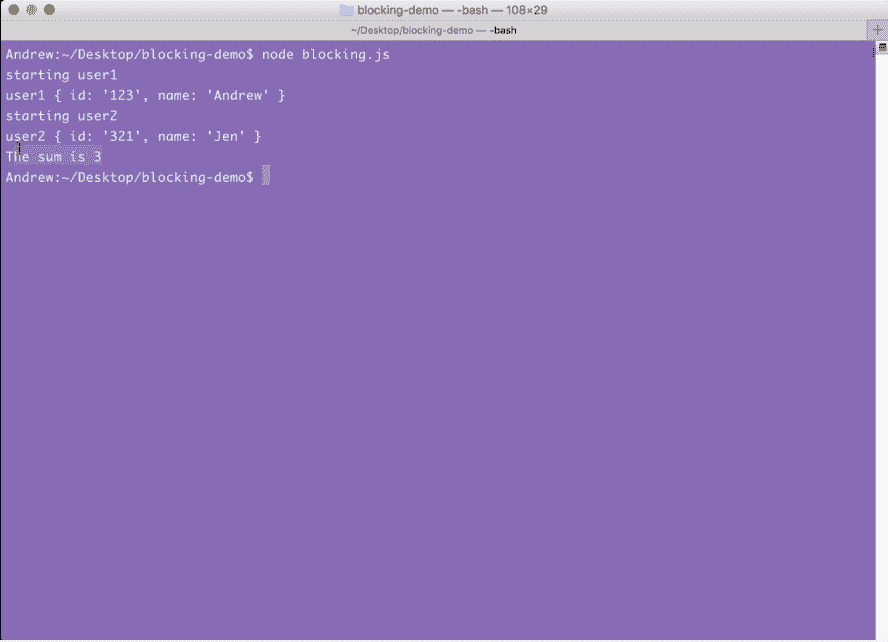 blocking-demo — -bash — 108×29
~/Desktop/blocking-demo — -bash
Andrew:~/Desktop/blocking-demo$ node blocking.js
starting user1
user1 { id: '123', name: 'Andrew' }
starting user2
user2 { id: '321', name: 'Jen' }
The sum is 3
Andrew:~/Desktop/blocking-demo$